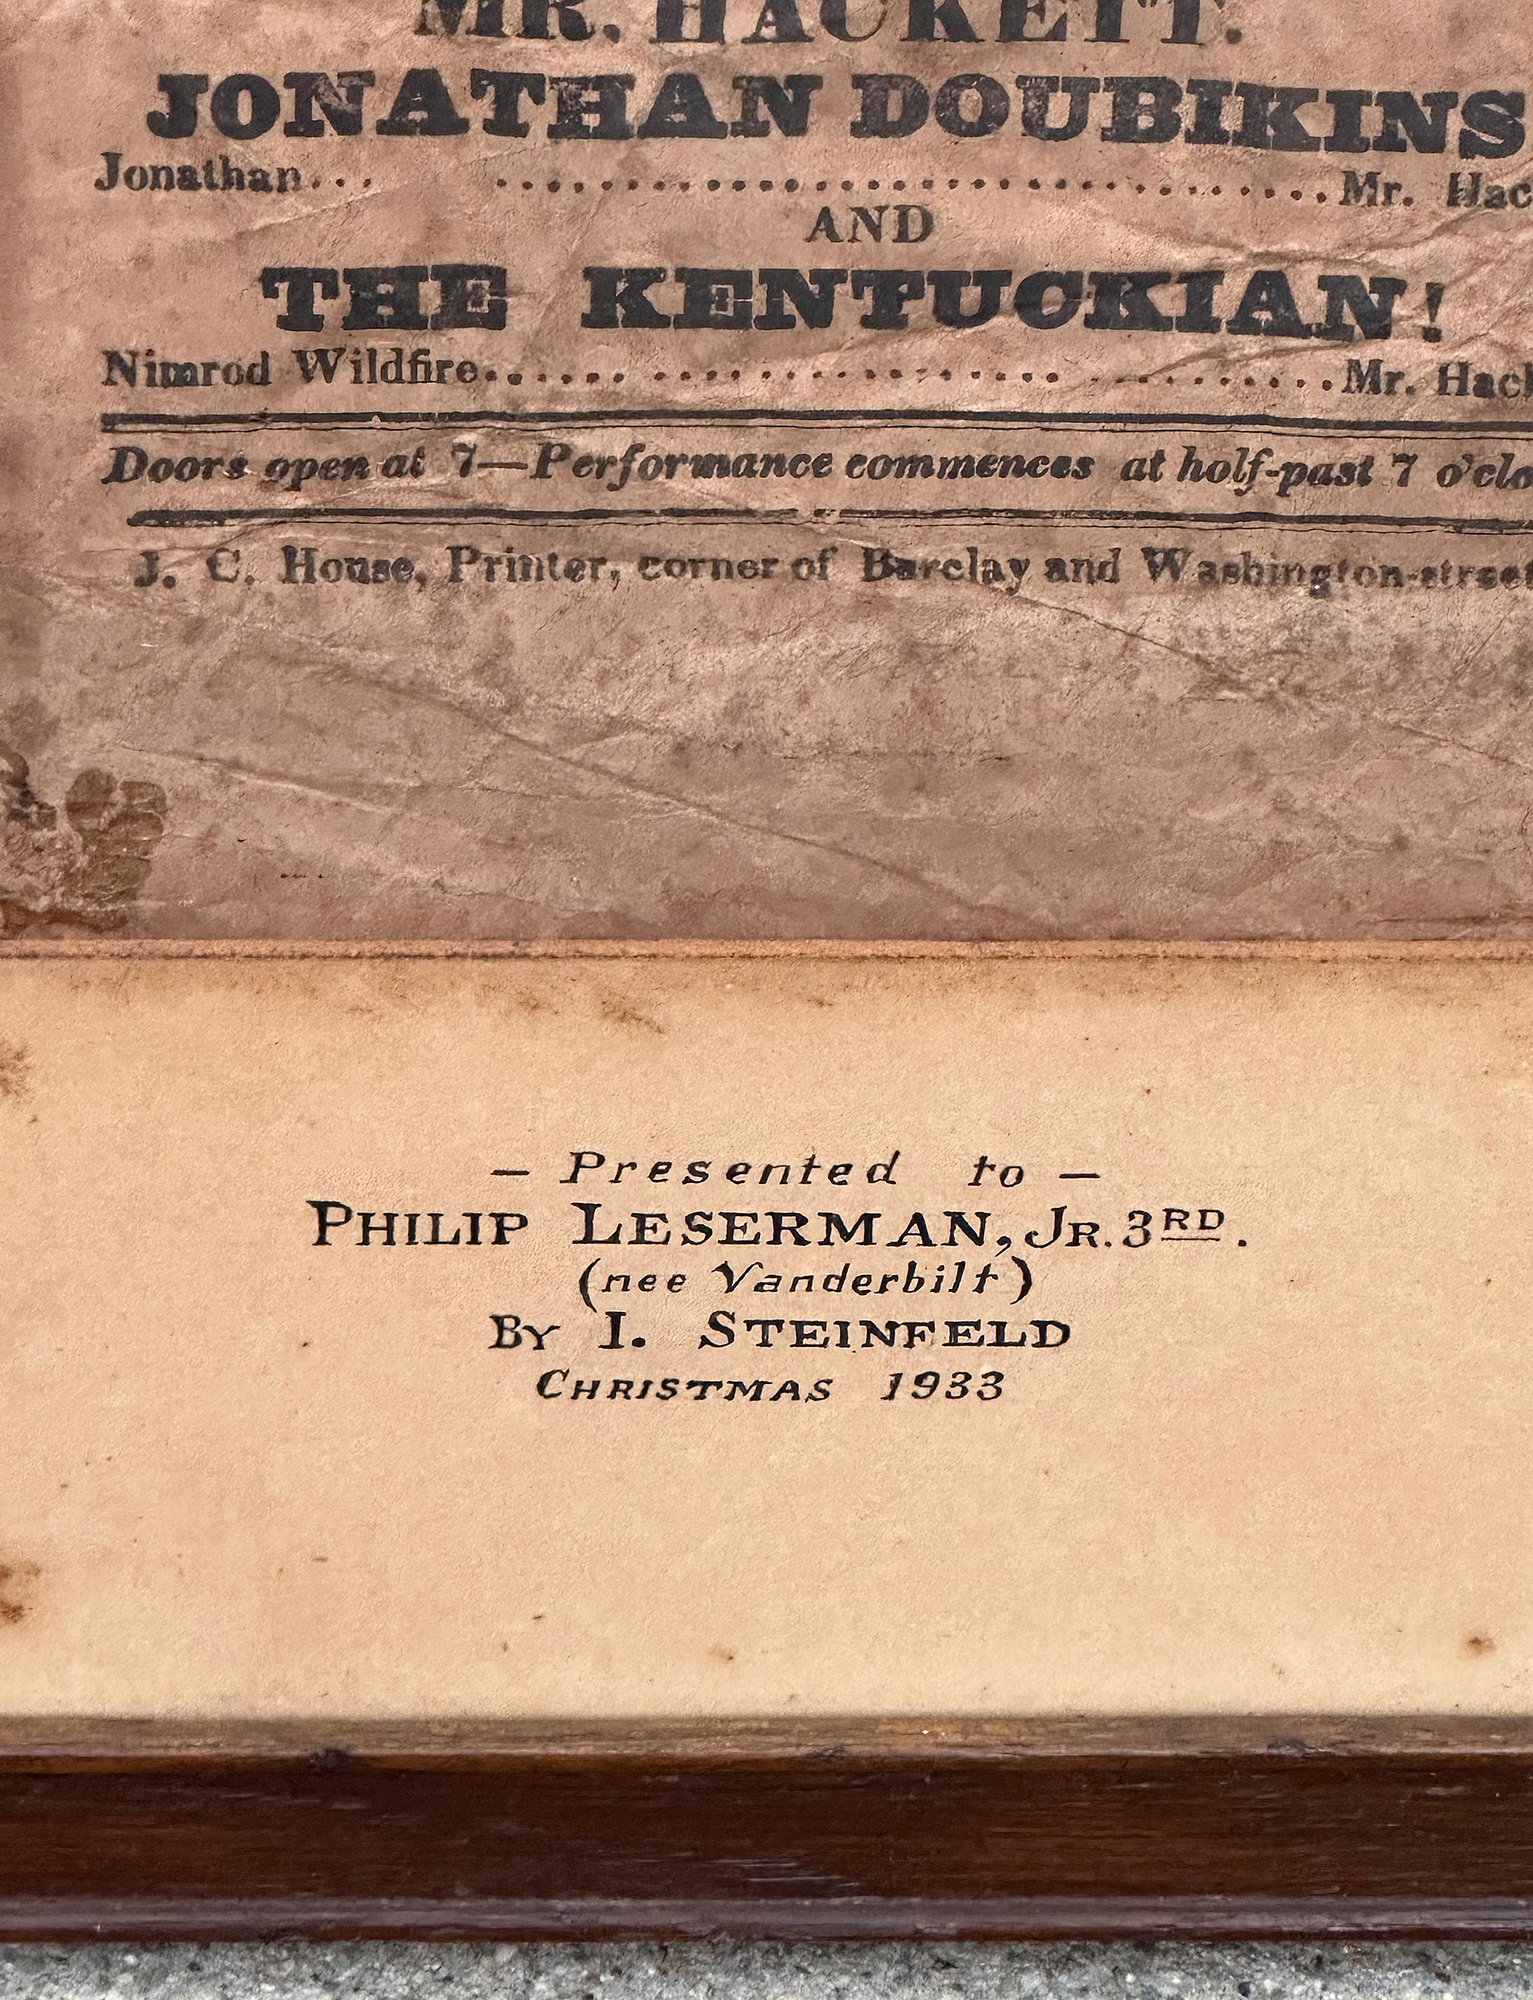 MR. HACKETT.
JONATHAN DOUBIKINS
Jonathan... ................................Mr. Hac
AND
THE KENTUCKIAN!
Nimrod Wildfire....... .... ............ ..........Mr. Hack
Doors open at 7—Performance commences at holf-past 7 o'clo
J. C. House, Printer, corner of Barclay and Washington-street
— Presented to —
PHILIP LESERMAN, JR. 3RD.
(nee Vanderbilt)
BY I. STEINFELD
CHRISTMAS 1933